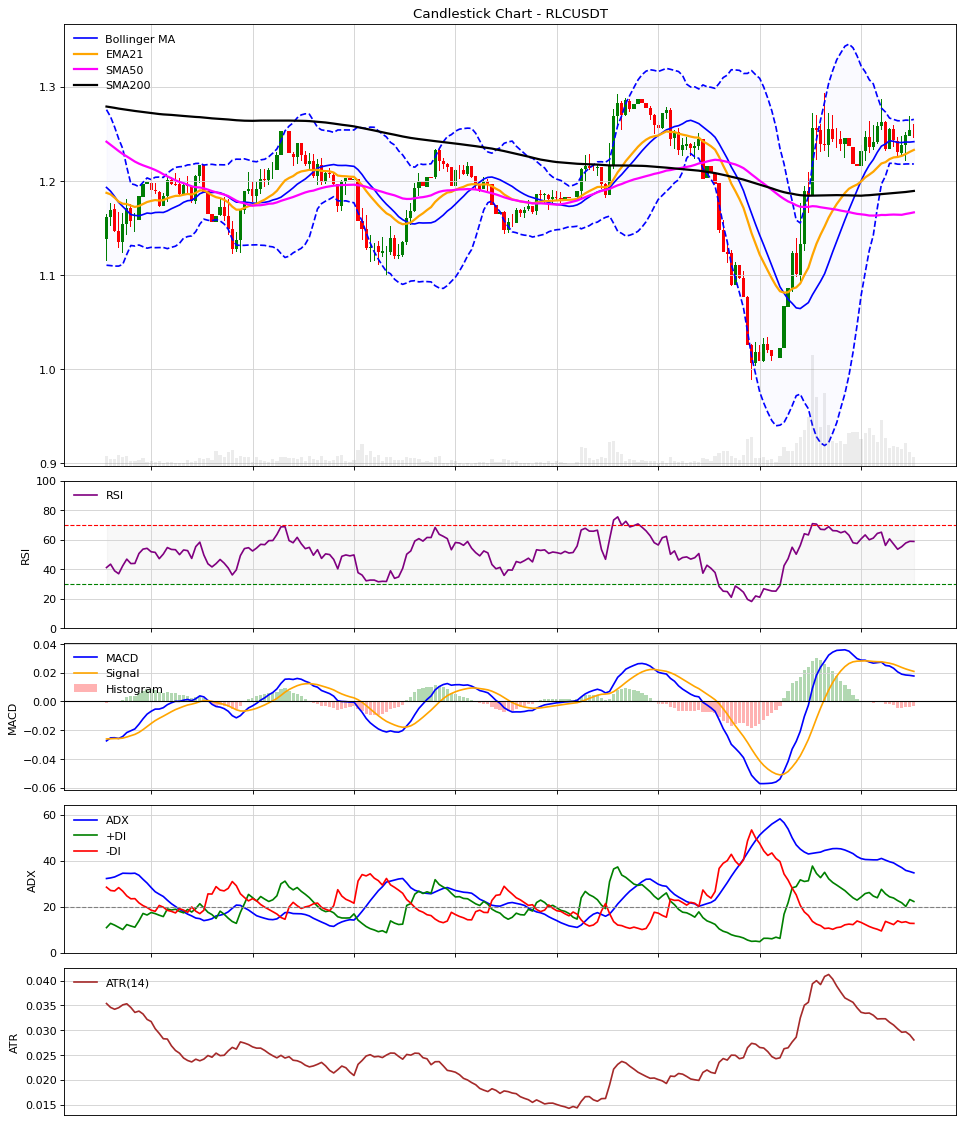 Candlestick Chart - RLCUSDT
Bollinger MA
EMA21
SMA50
SMA200
1.3
1.2
1.1
1.0
0.9
RSI
RSI
100
80
60
40
20
0
MACD
MACD
Signal
Histogram
0.04
0.02
0.00
−0.02
−0.04
−0.06
ADX
ADX
+DI
-DI
60
40
20
0
ATR
ATR(14)
0.040
0.035
0.030
0.025
0.020
0.015